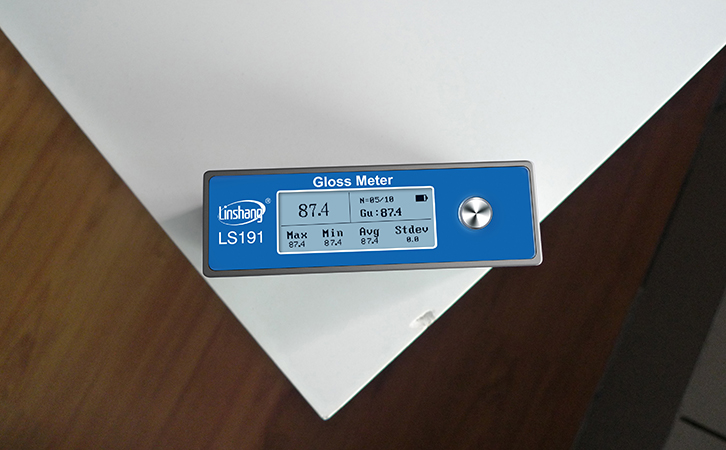 Gloss Meter
Linshang®
LS191
87.4
N=05/10
Gu:87.4
Max Min Avg Stdev
87.4 87.4 87.4 0.0